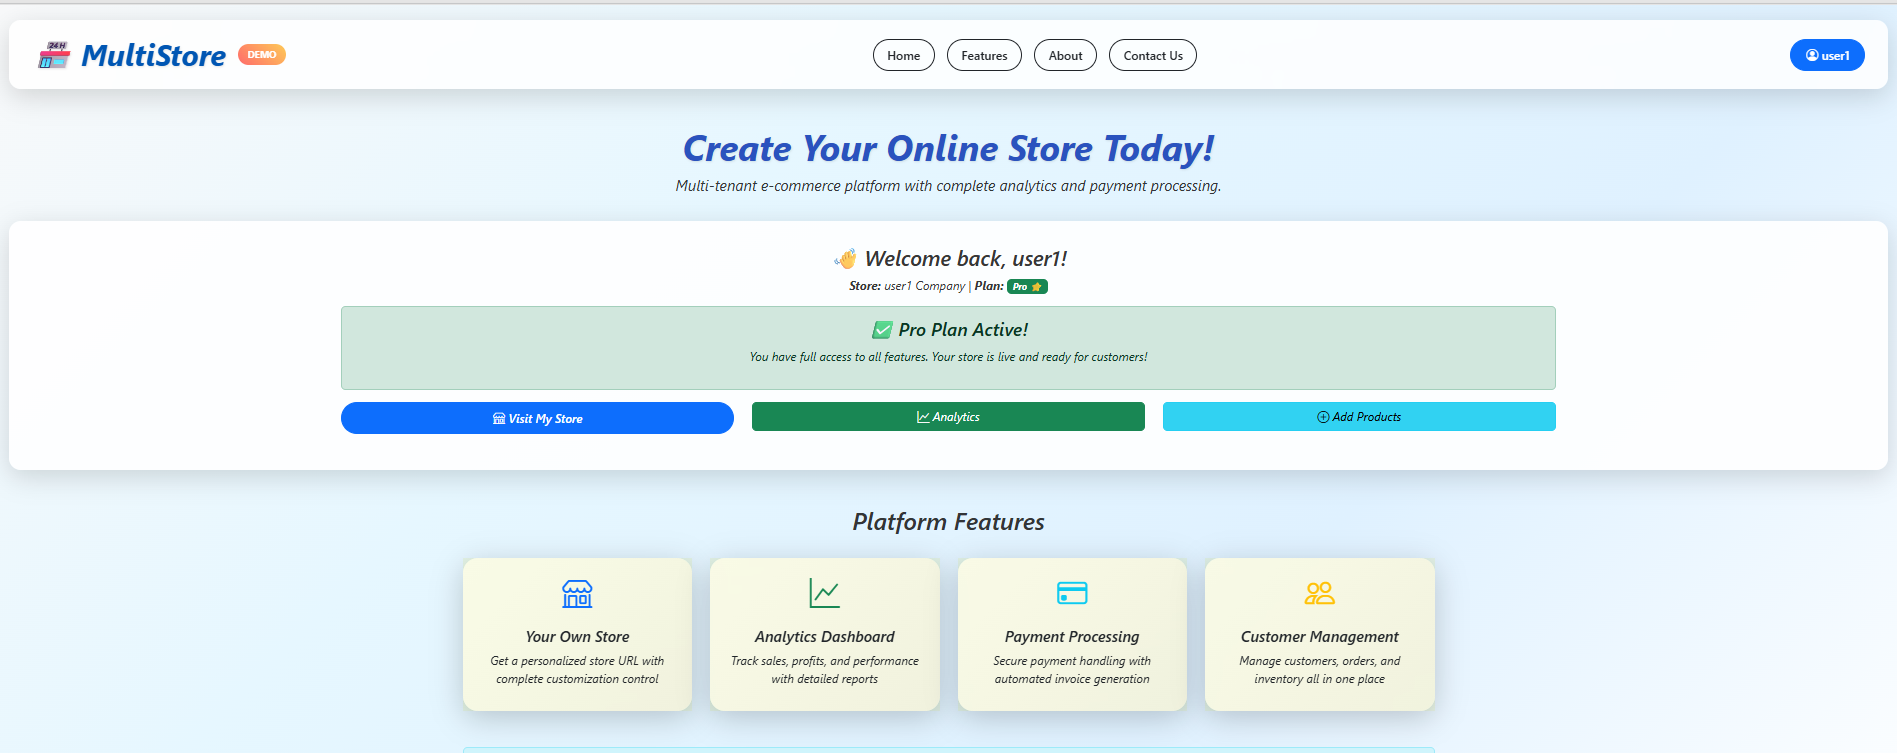 24 H
MultiStore DEMO
Home Features About Contact Us
user1
Create Your Online Store Today!
Multi-tenant e-commerce platform with complete analytics and payment processing.
Welcome back, user1!
Store: user1 Company | Plan: Pro
Pro Plan Active!
You have full access to all features. Your store is live and ready for customers!
Visit My Store
Analytics
Add Products
Platform Features
Your Own Store
Get a personalized store URL with
complete customization control
Analytics Dashboard
Track sales, profits, and performance
with detailed reports
Payment Processing
Secure payment handling with
automated invoice generation
Customer Management
Manage customers, orders, and
inventory all in one place